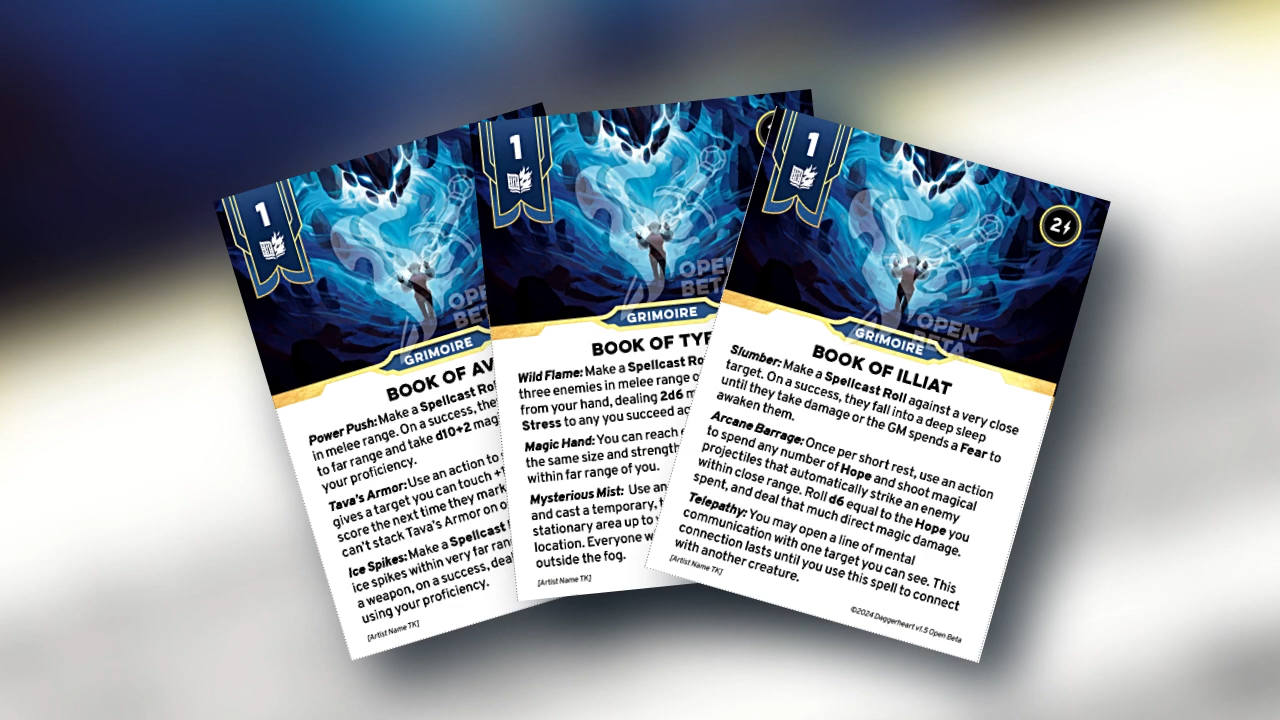 1
OPEN
BET
GRIMOIRE
BOOK OF AV
Power Push: Make a Spellcast Ro
in melee range. On a success, the
to far range and take d10+2 mag
your proficiency.
Tava's Armor: Use an action to
gives a target you can touch +1
score the next time they mark
can't stack Tava's Armor on o
Ice Spikes: Make a Spellcast
ice spikes within very far ran
a weapon, on a success, deal
using your proficiency.
[Artist Name TK]
1
OPEN
BETA
GRIMOIRE
BOOK OF TYF
Wild Flame: Make a Spellcast Ro
three enemies in melee range o
from your hand, dealing 2d6 m
Stress to any you succeed ag
Magic Hand: You can reach
the same size and strength
within far range of you.
Mysterious Mist: Use an
and cast a temporary,
stationary area up to
location. Everyone w
outside the fog.
[Artist Name TK]
1
2
OPEN
BETA
GRIMOIRE
BOOK OF ILLIAT
Slumber: Make a Spellcast Roll against a very close
target. On a success, they fall into a deep sleep
until they take damage or the GM spends a Fear to
awaken them.
Arcane Barrage: Once per short rest, use an action
to spend any number of Hope and shoot magical
projectiles that automatically strike an enemy
within close range. Roll d6 equal to the Hope you
spent, and deal that much direct magic damage.
Telepathy: You may open a line of mental
communication with one target you can see. This
connection lasts until you use this spell to connect
with another creature.
[Artist Name TK]
©2024 Daggerheart v1.5 Open Beta